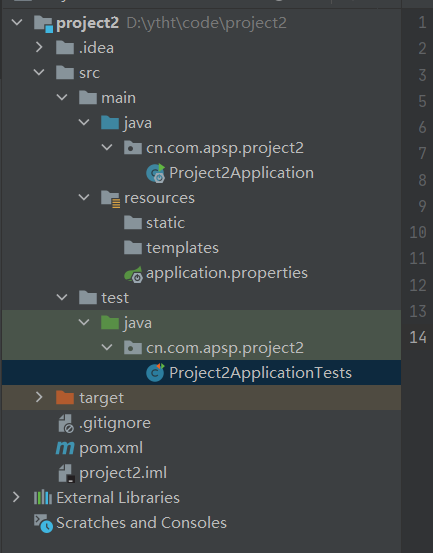 project2 D:\ytht\code\project2
.idea
src
main
java
cn.com.apsp.project2
Project2Application
resources
static
templates
application.properties
test
java
cn.com.apsp.project2
Project2ApplicationTests
target
.gitignore
pom.xml
project2.iml
External Libraries
Scratches and Consoles
1
2
3
5
6
7
8
9
10
11
12
13
14